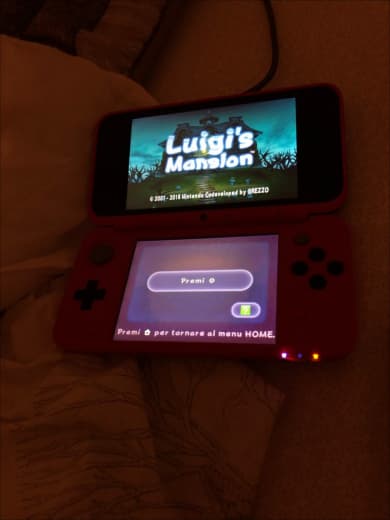 Luigi's
Mansion
© 2001 - 2018 Nintendo Codeveloped by GREZZO
Premi
?
Premi per tornare al menu HOME.